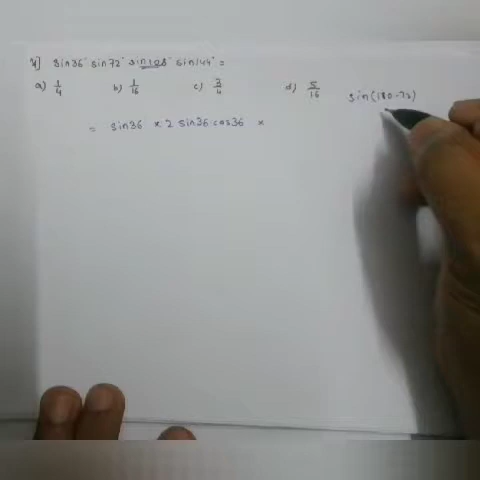 4] sin36° sin72° sin108° sin144° =
a) 1/4 b) 1/16 c) 3/4 d) 5/16 sin(180-72)
= sin36 × 2 sin36 cos36 ×